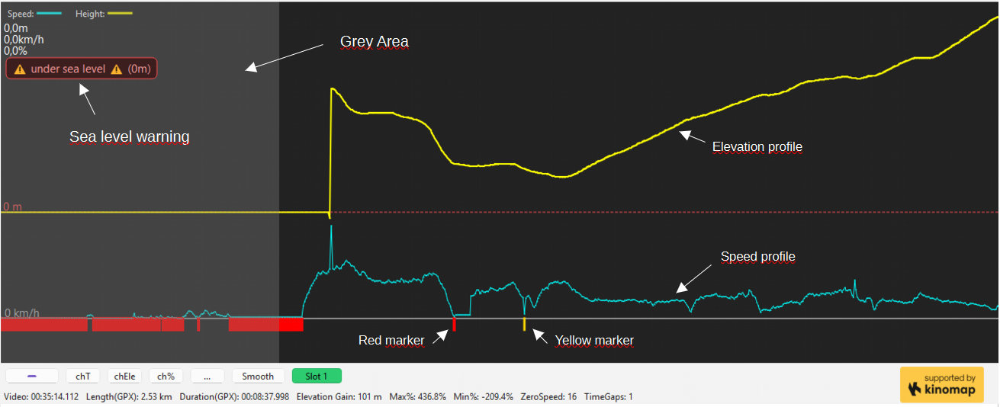 Speed: Height:
0,0m
0,0km/h
0,0%
under sea level (0m)
Grey Area
Sea level warning
Elevation profile
0 m
Speed profile
0 km/h
Red marker
Yellow marker
chT chEle ch% ... Smooth Slot 1
supported by
kinomap
Video: 00:35:14.112 Length(GPX): 2.53 km Duration(GPX): 00:08:37.998 Elevation Gain: 101 m Max%: 436.8% Min%: -209.4% ZeroSpeed: 16 TimeGaps: 1